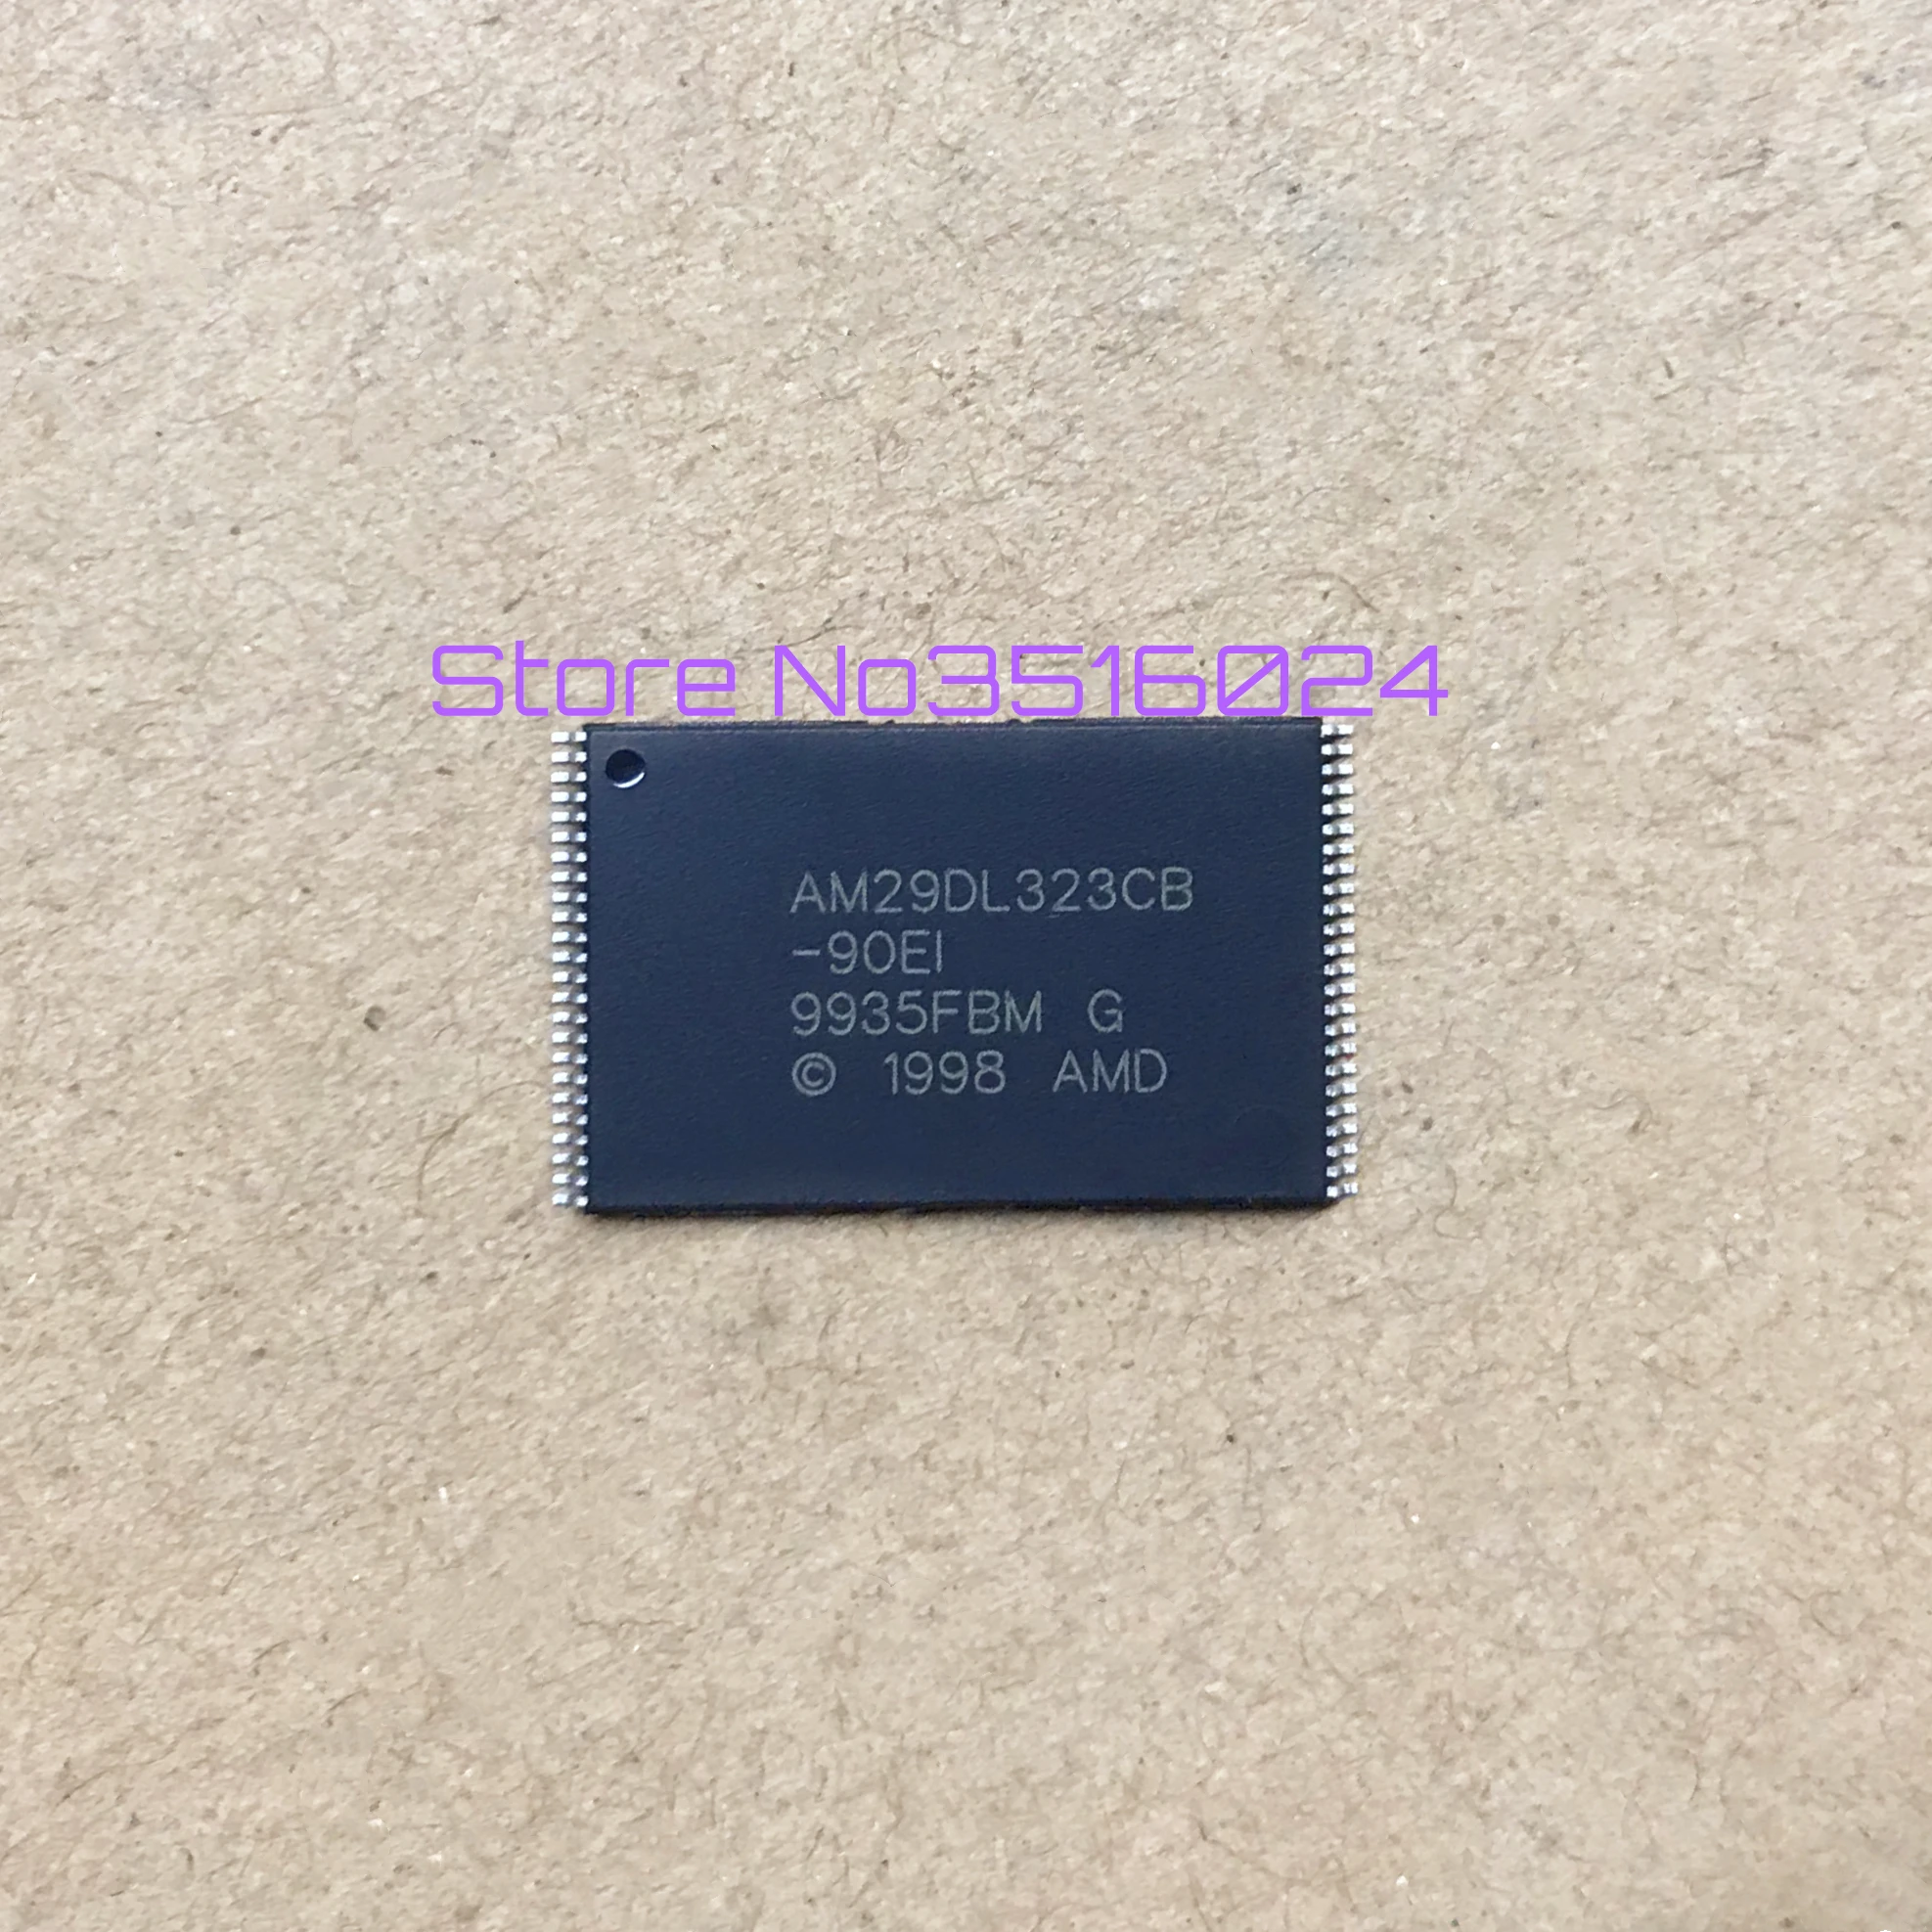 Store No3516024
AM29DL323CB
-90EI
9935FBM G
© 1998 AMD